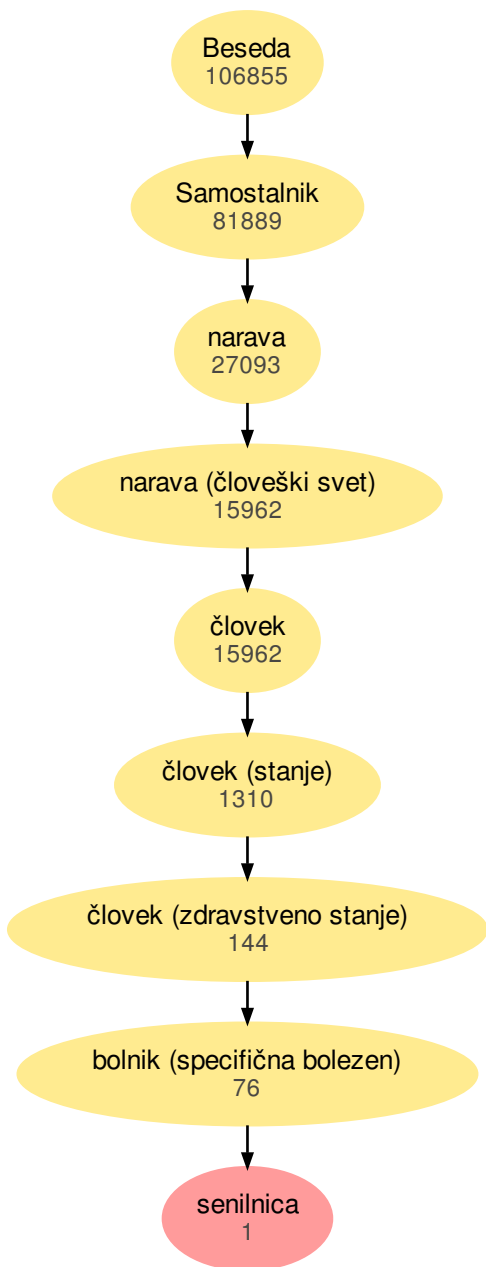 Beseda
106855
Samostalnik
81889
narava
27093
narava (človeški svet)
15962
človek
15962
človek (stanje)
1310
človek (zdravstveno stanje)
144
bolnik (specifična bolezen)
76
senilnica
1